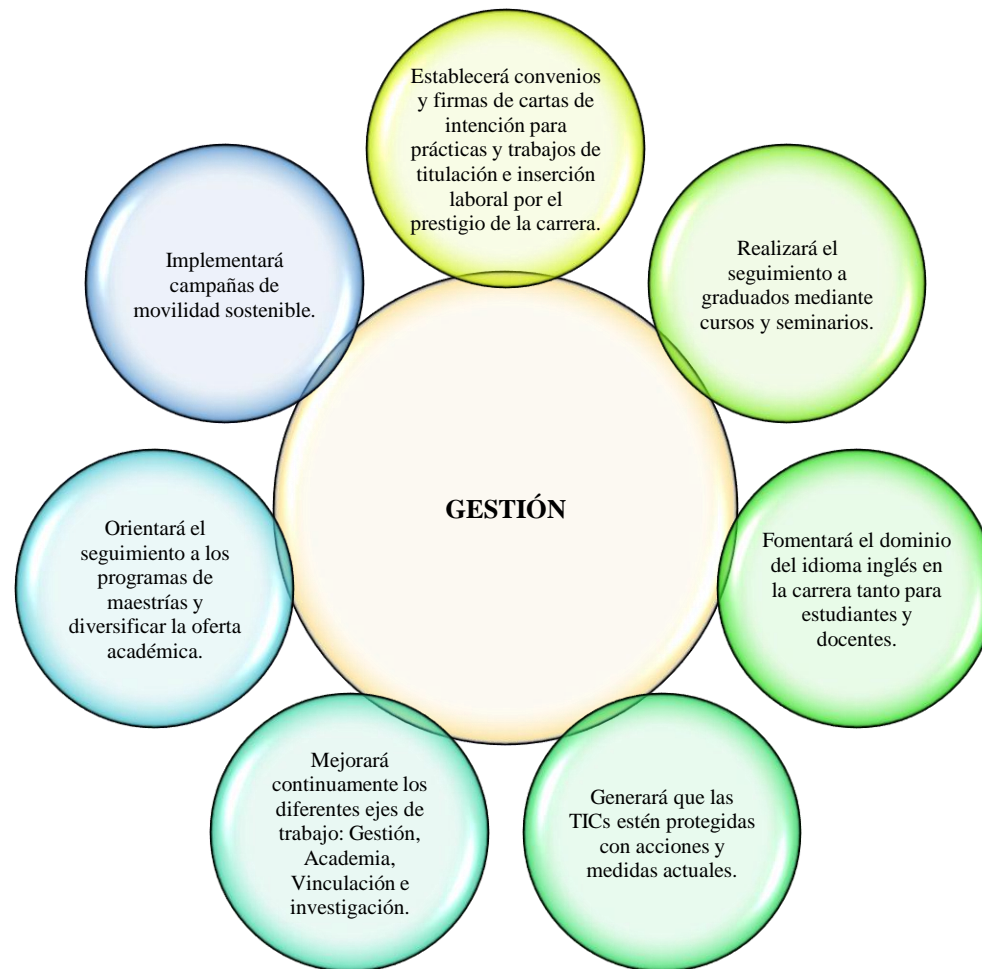 Establecerá convenios
y firmas de cartas de
intención para
prácticas y trabajos de
titulación e inserción
laboral por el
prestigio de la carrera.
Realizará el
seguimiento a
graduados mediante
cursos y seminarios.
Fomentará el dominio
del idioma inglés en
la carrera tanto para
estudiantes y
docentes.
Generará que las
TICs estén protegidas
con acciones y
medidas actuales.
Mejorará
continuamente los
diferentes ejes de
trabajo: Gestión,
Academia,
Vinculación e
investigación.
Orientará el
seguimiento a los
programas de
maestrías y
diversificar la oferta
académica.
Implementará
campañas de
movilidad sostenible.
GESTIÓN